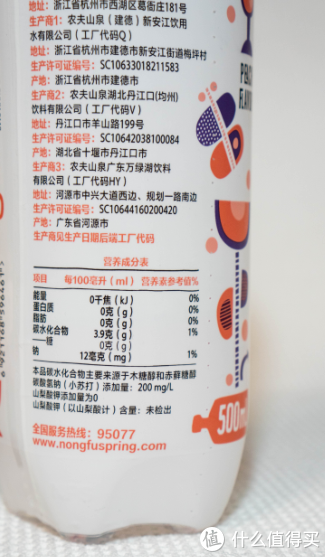 地址：浙江省杭州市西湖区葛衙庄181号
生产商1：农夫山泉（建德）新安江饮用
水有限公司（工厂代码Q）
地址：浙江省杭州市建德市新安江街道梅坪村
生产许可证编号：SC10633018211583
产地：浙江省杭州市建德市
生产商2：农夫山泉湖北丹江口(均州)
饮料有限公司（工厂代码V）
地址：丹江口市羊山路199号
生产许可证编号：SC10642038100084
产地：湖北省十堰市丹江口市
生产商3：农夫山泉广东万绿湖饮料
有限公司（工厂代码HY）
地址：河源市中兴大道西边、规划一路南边
生产许可证编号：SC10644160200420
产地：广东省河源市
生产商见生产日期后端工厂代码
营养成分表
项目 每100毫升（ml） 营养素参考值%
能量 0千焦（kJ） 0%
蛋白质 0克（g） 0%
脂肪 0克（g） 0%
碳水化合物 3.9克（g） 1%
——糖 0克（g）
钠 12毫克（mg） 1%
本品碳水化合物主要来源于木糖醇和赤藓糖醇
碳酸氢钠（小苏打）添加量：200 mg/L
山梨酸钾添加量为0
山梨酸钾（以山梨酸计）含量：未检出
全国服务热线：95077
www.nongfuspring.com
500m
值 什么值得买